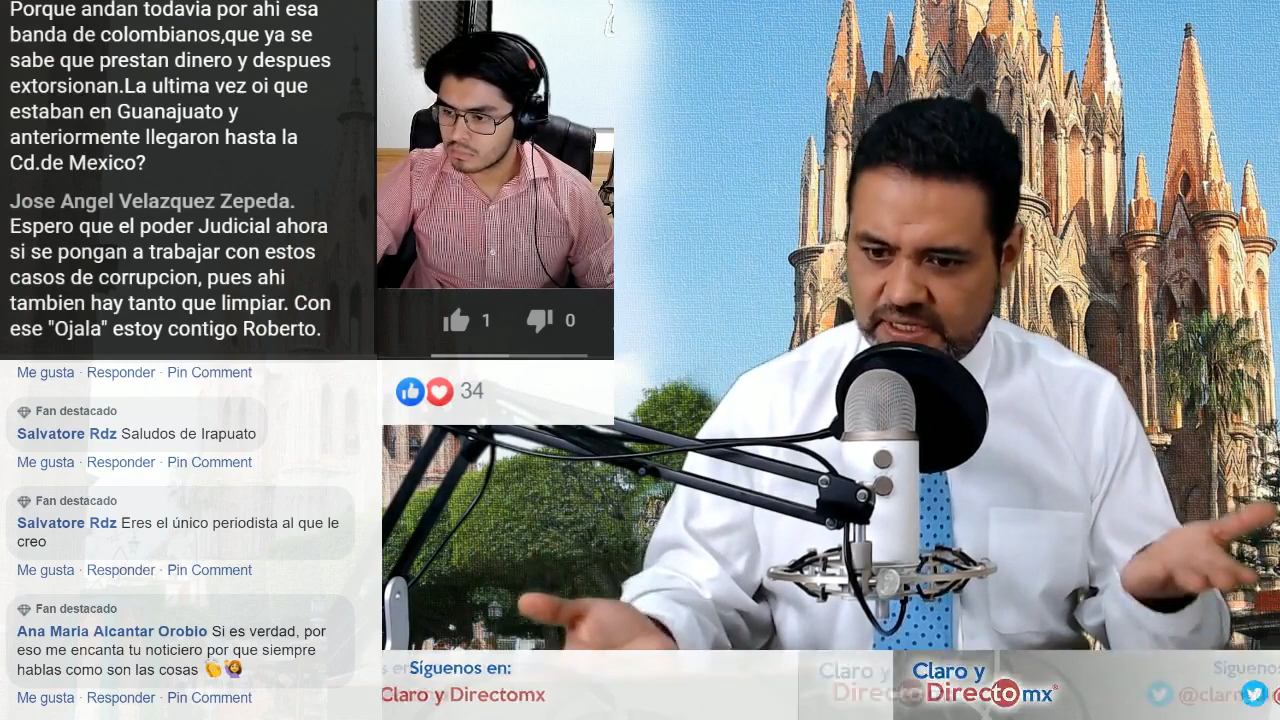 Porque andan todavia por ahi esa
banda de colombianos,que ya se
sabe que prestan dinero y despues
extorsionan.La ultima vez oi que
estaban en Guanajuato y
anteriormente llegaron hasta la
Cd.de Mexico?
Jose Angel Velazquez Zepeda.
Espero que el poder Judicial ahora
si se pongan a trabajar con estos
casos de corrupcion, pues ahi
tambien hay tanto que limpiar. Con
ese "Ojala" estoy contigo Roberto.
1 0
34
Me gusta · Responder · Pin Comment
Fan destacado
Salvatore Rdz Saludos de Irapuato
Me gusta · Responder · Pin Comment
Fan destacado
Salvatore Rdz Eres el único periodista al que le
creo
Me gusta · Responder · Pin Comment
Fan destacado
Ana Maria Alcantar Orobio Si es verdad, por
eso me encanta tu noticiero por que siempre
hablas como son las cosas 👏🤷‍♀️
Me gusta · Responder · Pin Comment
Síguenos en:
Claro y Directomx
Claro y
Directomx®